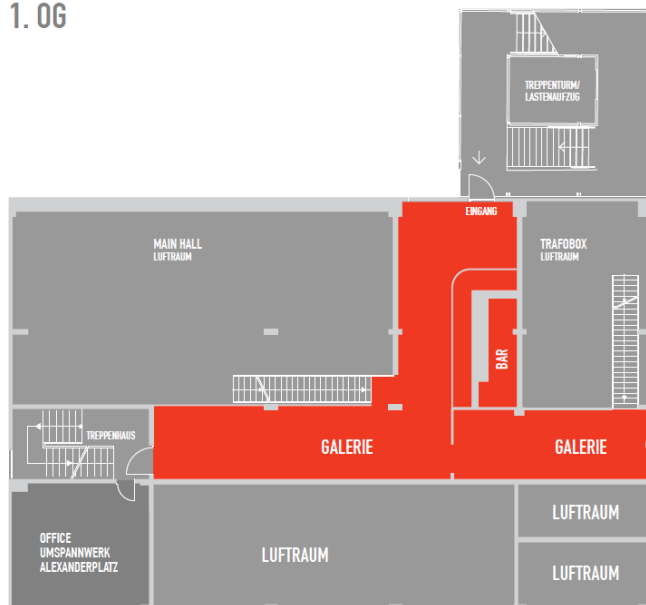 1. OG
TREPPENTURM/
LASTENAUFZUG
EINGANG
MAIN HALL
LUFTRAUM
TRAFOBOX
LUFTRAUM
BAR
TREPPENHAUS
GALERIE
GALERIE
OFFICE
UMSPANNWERK
ALEXANDERPLATZ
LUFTRAUM
LUFTRAUM
LUFTRAUM